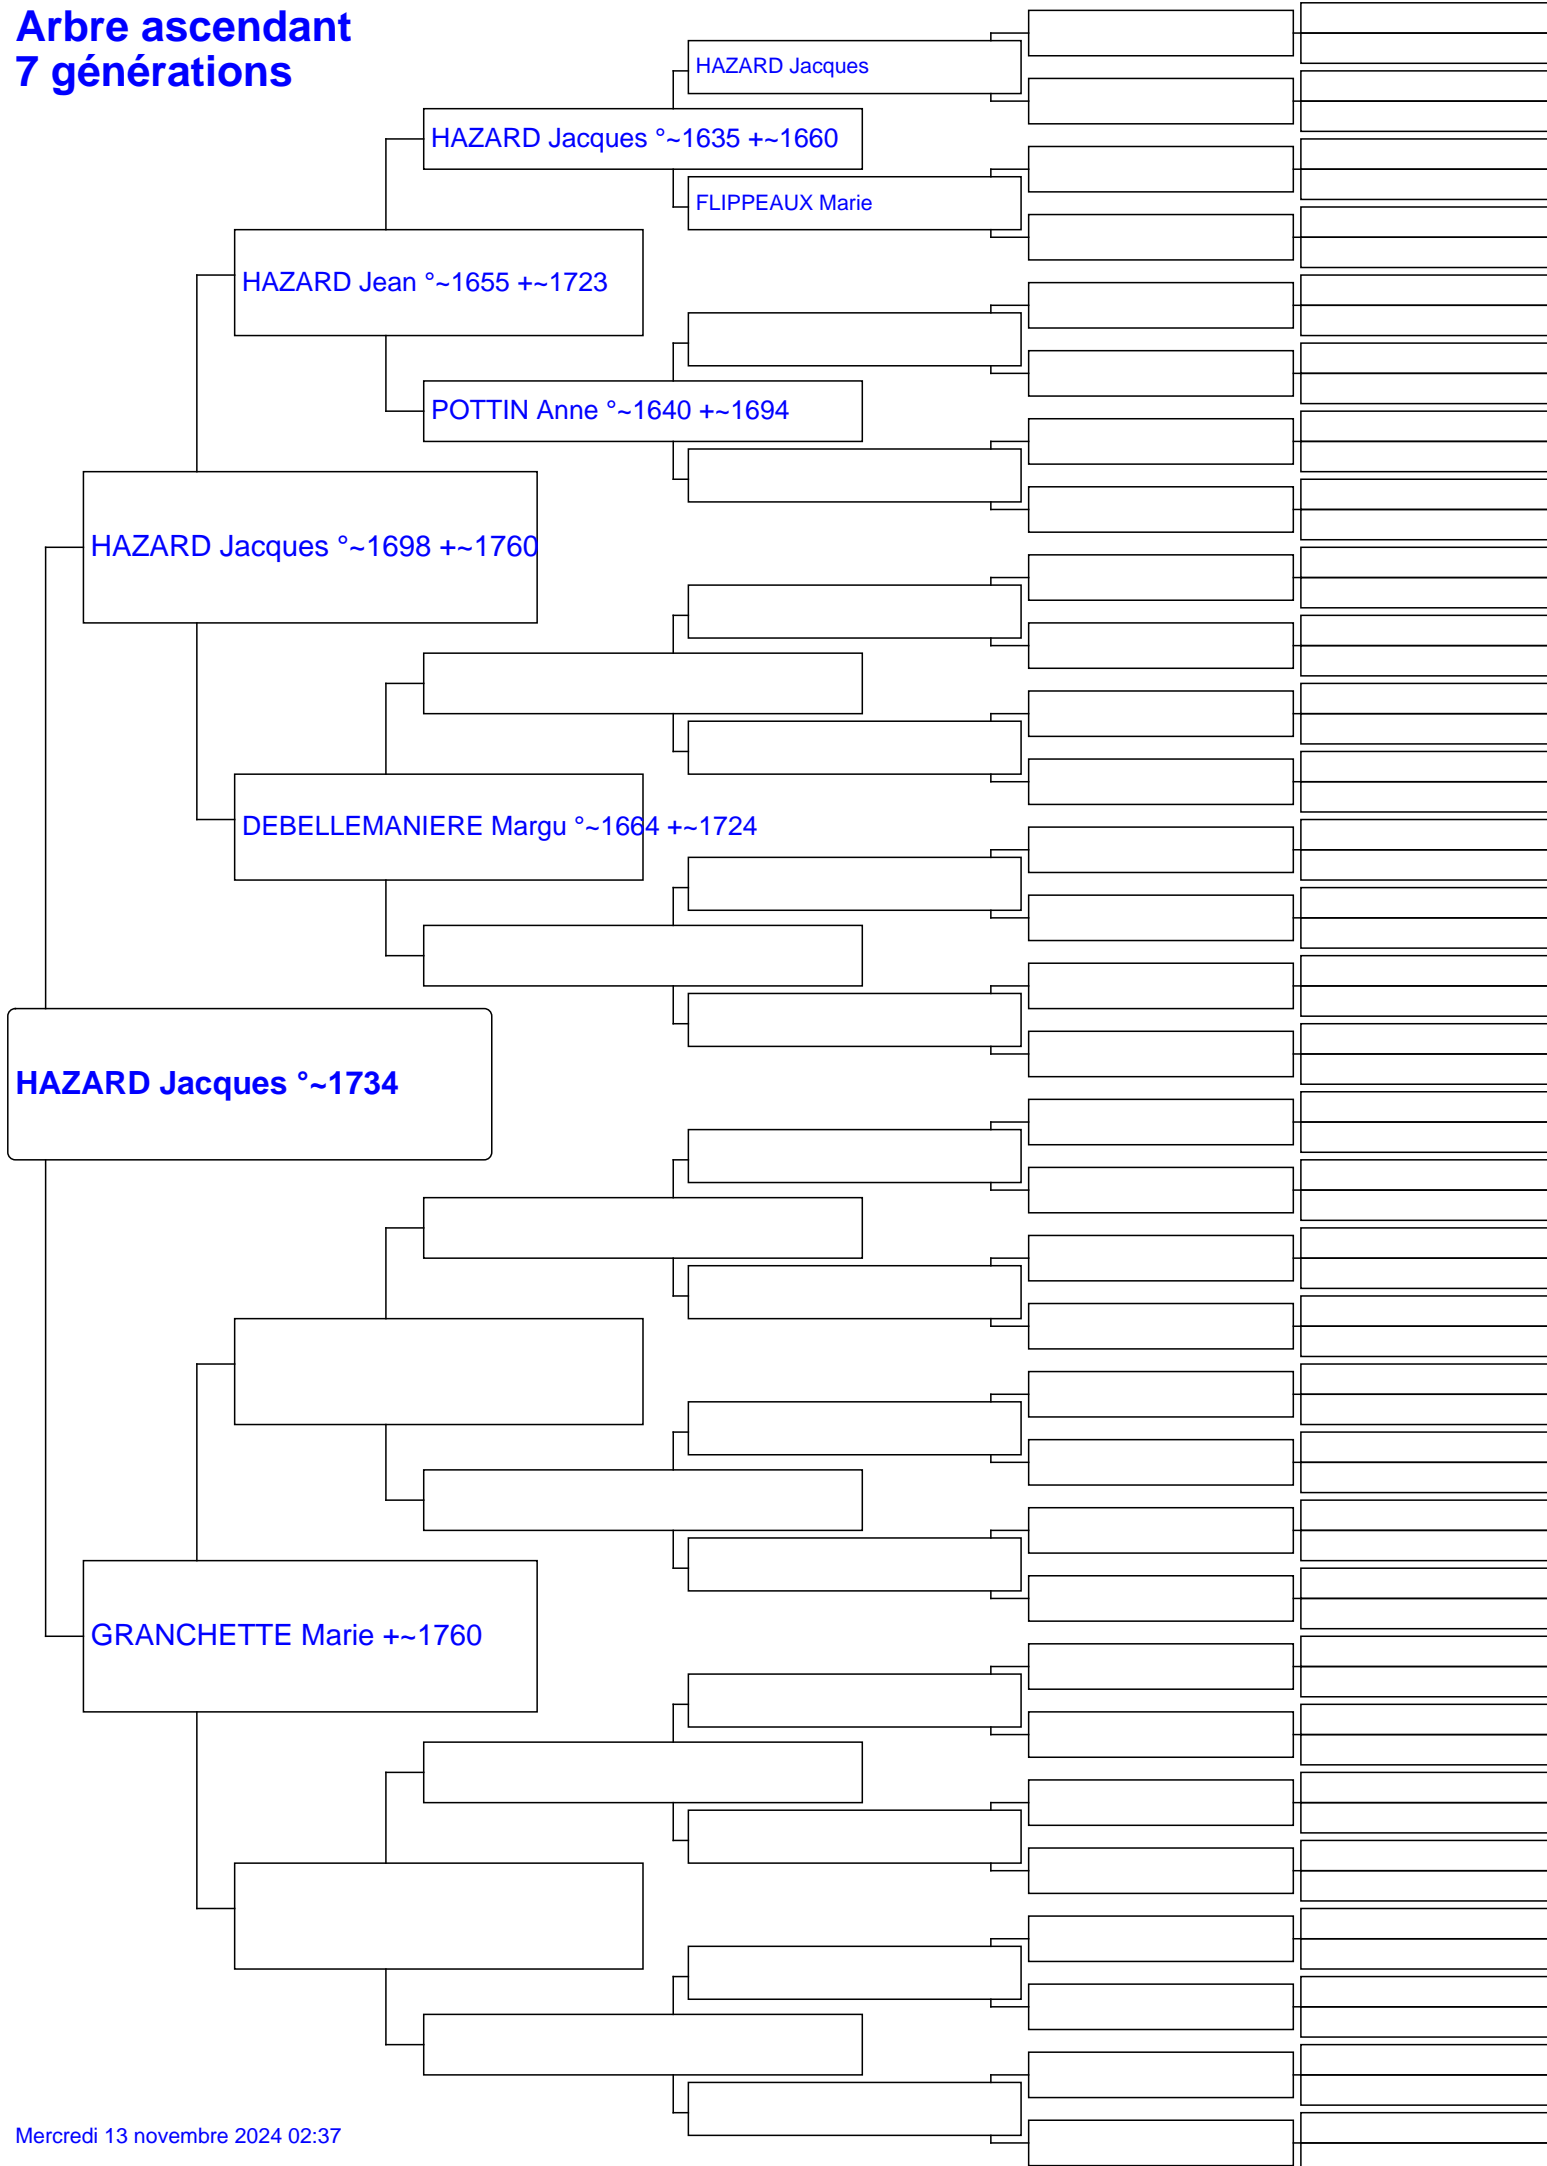 Arbre ascendant
7 générations
HAZARD Jacques
HAZARD Jacques °~1635 +~1660
FLIPPEAUX Marie
HAZARD Jean °~1655 +~1723
POTTIN Anne °~1640 +~1694
HAZARD Jacques °~1698 +~1760
DEBELLEMANIERE Margu °~1664 +~1724
HAZARD Jacques °~1734
GRANCHETTE Marie +~1760
Mercredi 13 novembre 2024 02:37